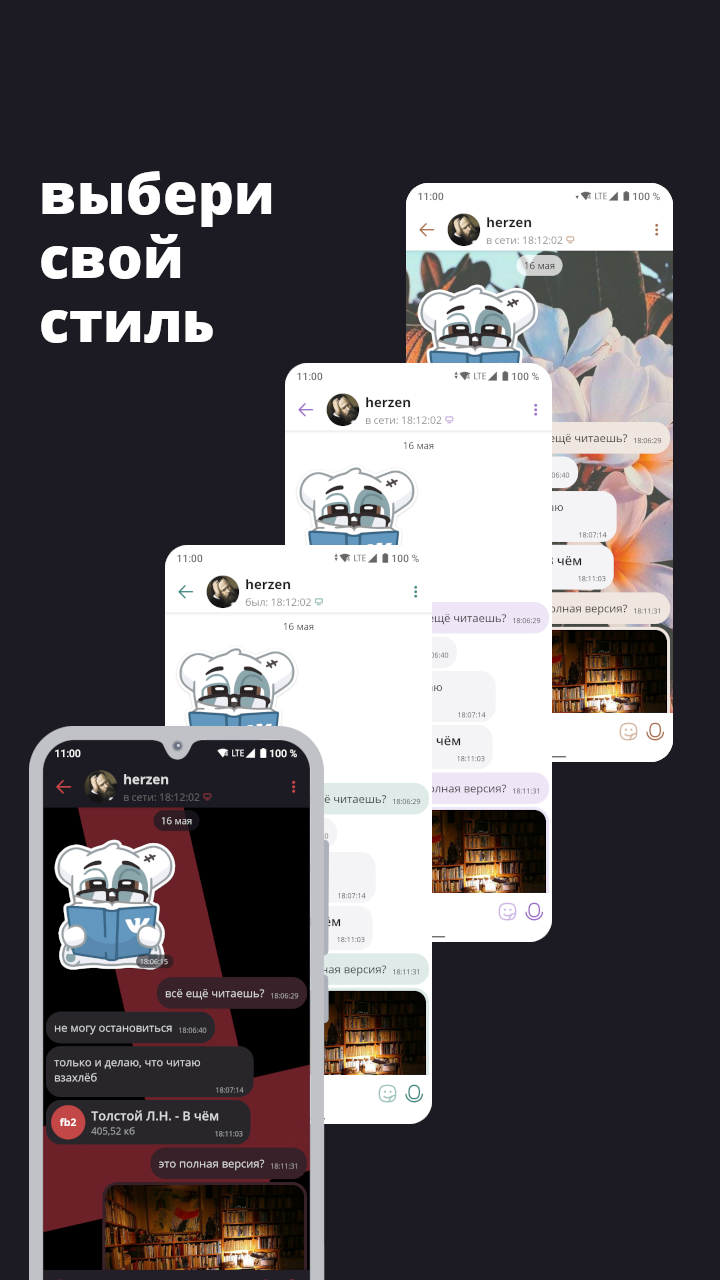 выбери
свой
стиль
11:00 LTE 100 %
herzen
в сети: 18:12:02
16 мая
ещё читаешь? 18:06:29
06:40
ю
18:07:14
чём
18:11:03
олная версия? 18:11:31
11:00 LTE 100 %
herzen
в сети: 18:12:02
16 мая
ещё читаешь? 18:06:29
06:40
ю
18:07:14
чём
18:11:03
олная версия? 18:11:31
11:00 LTE 100 %
herzen
был: 18:12:02
16 мая
ё читаешь? 18:06:29
18:07:14
ём
18:11:03
ная версия? 18:11:31
11:00 LTE 100 %
herzen
в сети: 18:12:02
16 мая
18:06:15
всё ещё читаешь? 18:06:29
не могу остановиться 18:06:40
только и делаю, что читаю
взахлёб
18:07:14
fb2 Толстой Л.Н. - В чём
405,52 кб 18:11:03
это полная версия? 18:11:31